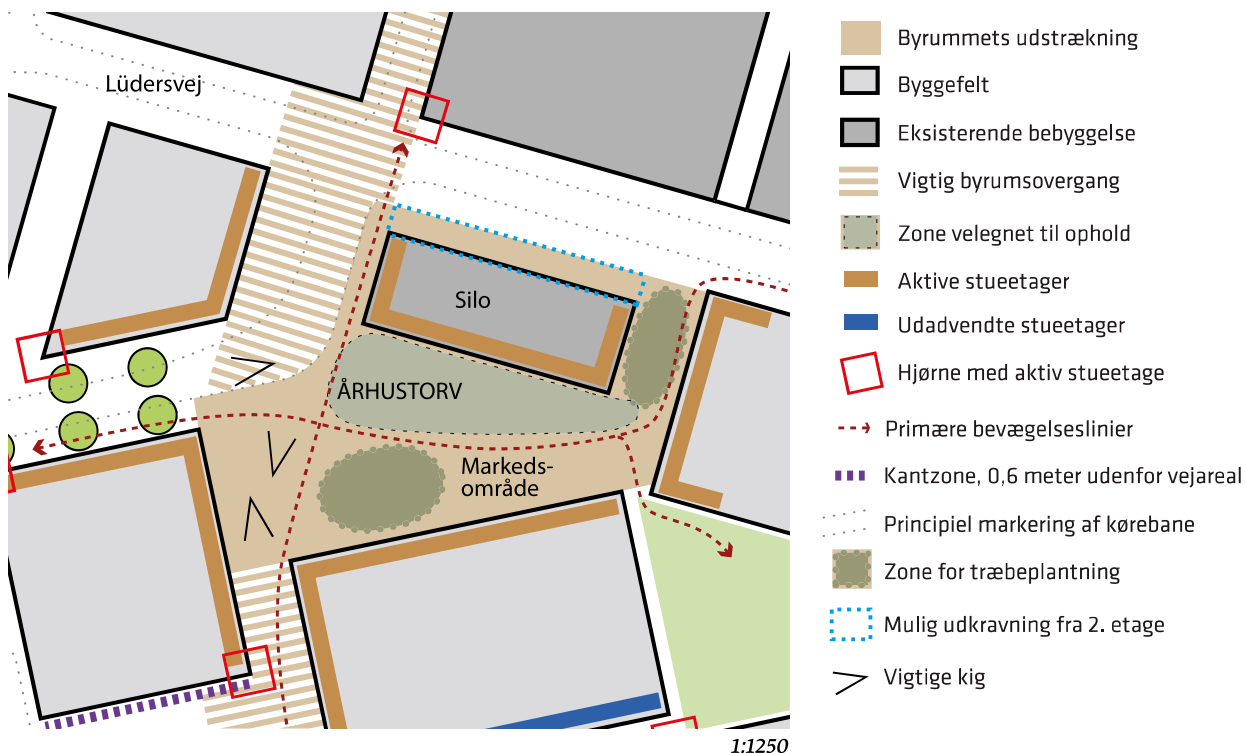 Lüdersvej
Silo
ÅRHUSTORV
Markeds-
område
1:1250
Byrummets udstrækning
Byggefelt
Eksisterende bebyggelse
Vigtig byrumsovergang
Zone velegnet til ophold
Aktive stueetager
Udadvendte stueetager
Hjørne med aktiv stueetage
Primære bevægelseslinier
Kantzone, 0,6 meter udenfor vejareal
Principiel markering af kørebane
Zone for træbeplantning
Mulig udkravning fra 2. etage
Vigtige kig